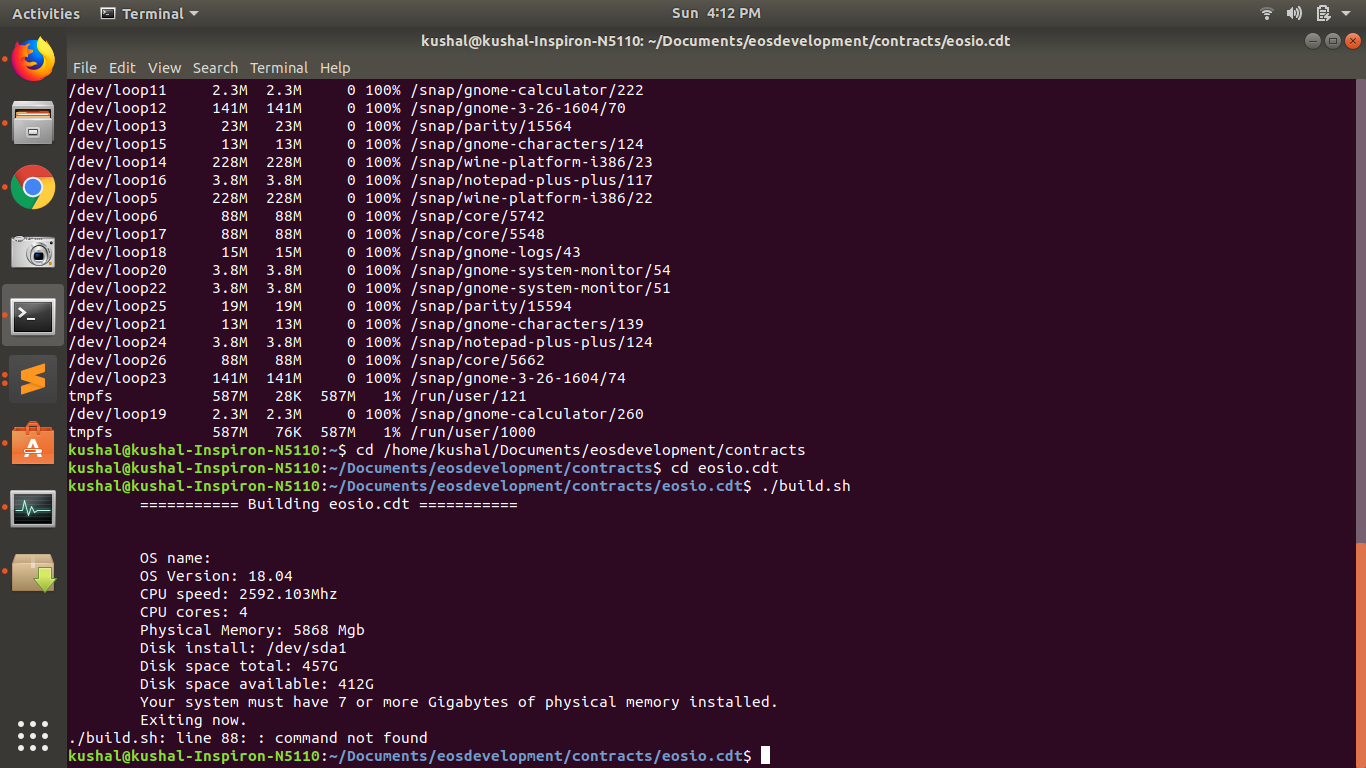 Activities Terminal Sun 4:12 PM
kushal@kushal-Inspiron-N5110: ~/Documents/eosdevelopment/contracts/eosio.cdt
File Edit View Search Terminal Help
/dev/loop11 2.3M 2.3M 0 100% /snap/gnome-calculator/222
/dev/loop12 141M 141M 0 100% /snap/gnome-3-26-1604/70
/dev/loop13 23M 23M 0 100% /snap/parity/15564
/dev/loop15 13M 13M 0 100% /snap/gnome-characters/124
/dev/loop14 228M 228M 0 100% /snap/wine-platform-i386/23
/dev/loop16 3.8M 3.8M 0 100% /snap/notepad-plus-plus/117
/dev/loop5 228M 228M 0 100% /snap/wine-platform-i386/22
/dev/loop6 88M 88M 0 100% /snap/core/5742
/dev/loop17 88M 88M 0 100% /snap/core/5548
/dev/loop18 15M 15M 0 100% /snap/gnome-logs/43
/dev/loop20 3.8M 3.8M 0 100% /snap/gnome-system-monitor/54
/dev/loop22 3.8M 3.8M 0 100% /snap/gnome-system-monitor/51
/dev/loop25 19M 19M 0 100% /snap/parity/15594
/dev/loop21 13M 13M 0 100% /snap/gnome-characters/139
/dev/loop24 3.8M 3.8M 0 100% /snap/notepad-plus-plus/124
/dev/loop26 88M 88M 0 100% /snap/core/5662
/dev/loop23 141M 141M 0 100% /snap/gnome-3-26-1604/74
tmpfs 587M 28K 587M 1% /run/user/121
/dev/loop19 2.3M 2.3M 0 100% /snap/gnome-calculator/260
tmpfs 587M 76K 587M 1% /run/user/1000
kushal@kushal-Inspiron-N5110:~$ cd /home/kushal/Documents/eosdevelopment/contracts
kushal@kushal-Inspiron-N5110:~/Documents/eosdevelopment/contracts$ cd eosio.cdt
kushal@kushal-Inspiron-N5110:~/Documents/eosdevelopment/contracts/eosio.cdt$ ./build.sh
=========== Building eosio.cdt ===========
OS name:
OS Version: 18.04
CPU speed: 2592.103Mhz
CPU cores: 4
Physical Memory: 5868 Mgb
Disk install: /dev/sda1
Disk space total: 457G
Disk space available: 412G
Your system must have 7 or more Gigabytes of physical memory installed.
Exiting now.
./build.sh: line 88: : command not found
kushal@kushal-Inspiron-N5110:~/Documents/eosdevelopment/contracts/eosio.cdt$